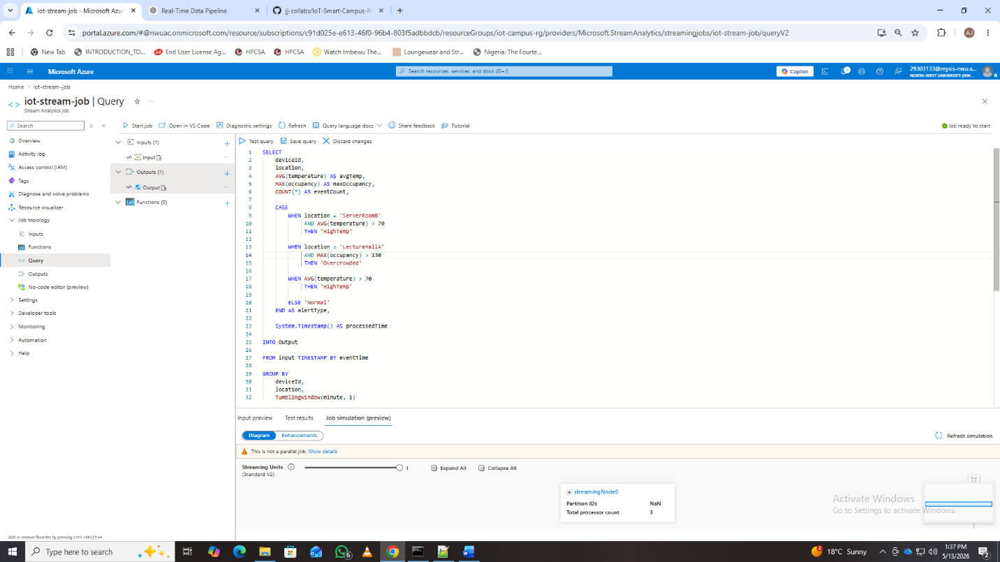 iot-stream-job - Microsoft Azur
Real-Time Data Pipeline
jj-collabs/IoT-Smart-Campus-Re
portal.azure.com/#@nwuac.onmicrosoft.com/resource/subscriptions/c91d025e-e613-46f0-96b4-803f5adbbdcb/resourceGroups/iot-campus-rg/providers/Microsoft.StreamAnalytics/streamingjobs/iot-stream-job/queryV2
AJ
New Tab
INTRODUCTION_TO...
End User License Ag...
HPCSA
HPCSA
Watch Imbewu The...
Loungewear and Str...
Nigeria: The Fourte...
Microsoft Azure
Search resources, services, and docs (G+/)
Copilot
1
29303133@mysis-nwu.a...
NORTH-WEST UNIVERSITY (NW...
Home > iot-stream-job
iot-stream-job | Query
Stream Analytics job
Search
Start job
Open in VS Code
Diagnostic settings
Refresh
Query language docs
Share feedback
Tutorial
Job ready to start
Overview
Activity log
Access control (IAM)
Tags
Diagnose and solve problems
Resource visualizer
Job topology
Inputs
Functions
Query
Outputs
No-code editor (preview)
Settings
Developer tools
Monitoring
Automation
Help
Add or remove favorites by pressing Ctrl+Shift+F
Inputs (1)
input
Outputs (1)
Output
Functions (0)
Test query
Save query
Discard changes
1 SELECT
2 deviceId,
3 location,
4 AVG(temperature) AS avgTemp,
5 MAX(occupancy) AS maxOccupancy,
6 COUNT(*) AS eventCount,
7
8 CASE
9 WHEN location = 'ServerRoomB'
10 AND AVG(temperature) > 70
11 THEN 'HighTemp'
12
13 WHEN location = 'LectureHallA'
14 AND MAX(occupancy) > 130
15 THEN 'Overcrowded'
16
17 WHEN AVG(temperature) > 70
18 THEN 'HighTemp'
19
20 ELSE 'Normal'
21 END AS alertType,
22
23 System.Timestamp() AS processedTime
24
25 INTO Output
26
27 FROM input TIMESTAMP BY eventTime
28
29 GROUP BY
30 deviceId,
31 location,
32 TumblingWindow(minute, 1)
Input preview
Test results
Job simulation (preview)
Diagram
Enhancements
Refresh simulation
This is not a parallel job. Show details
Streaming Units
(Standard V2)
1
Expand All
Collapse All
streamingNode0
Partition IDs NaN
Total processor count 3
Activate Windows
Go to Settings to activate Windows.
Type here to search
6
2
18°C Sunny
1:37 PM
5/13/2026
2